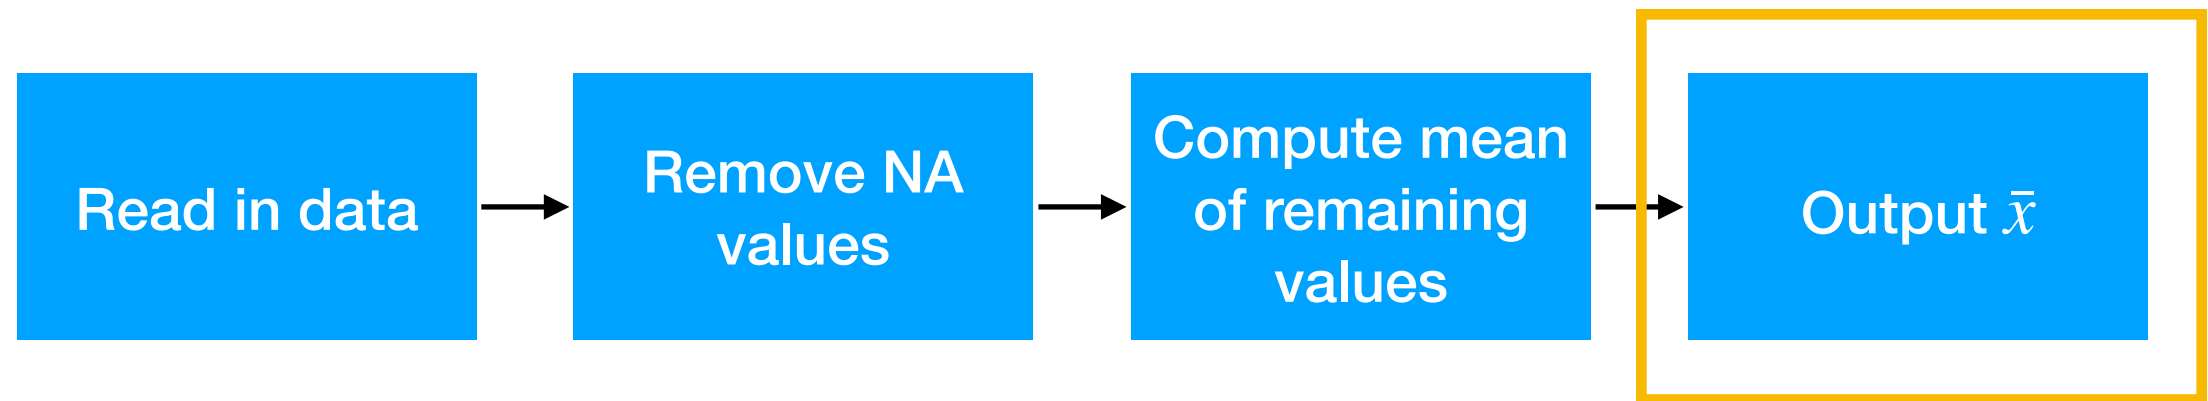 Read in data
Remove NA
values
Compute mean
of remaining
values
Output x̄